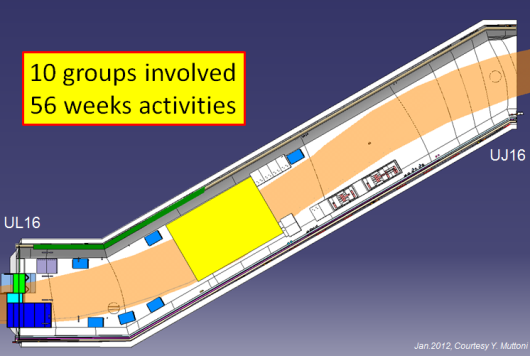 10 groups involved
56 weeks activities
UJ16
UL16
Jan.2012, Courtesy Y. Muttoni